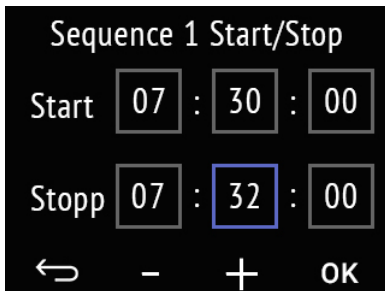 Sequence 1 Start/Stop
Start 07 : 30 : 00
Stopp 07 : 32 : 00
- + OK